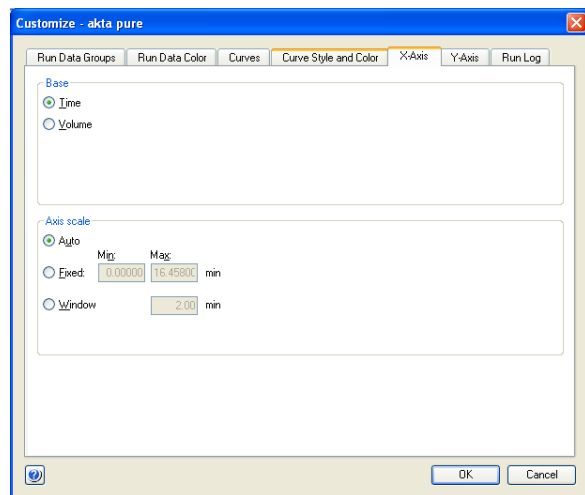 Customize - akta pure
Run Data Groups Run Data Color Curves Curve Style and Color X-Axis Y-Axis Run Log
Base
Time
Volume
Axis scale
Auto
Min: Max:
Fixed: 0.00000 16.45800 min
Window 2.00 min
OK Cancel